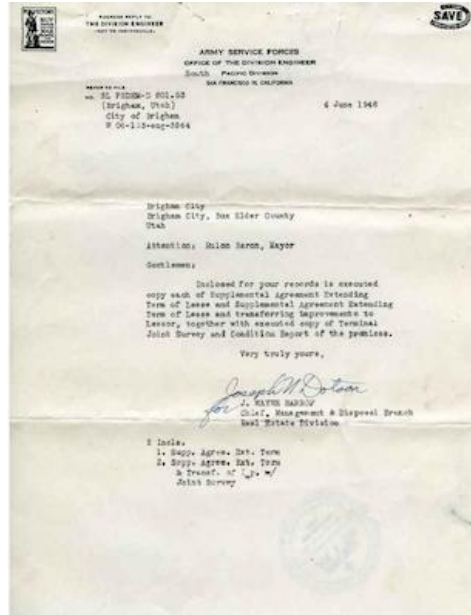 ADDRESS REPLY TO
THE DIVISION ENGINEER
SAVE
ARMY SERVICE FORCES
OFFICE OF THE DIVISION ENGINEER
South PACIFIC DIVISION
SAN FRANCISCO, CALIFORNIA
REFER TO FILE
NO.
(Brigham, Utah)
City of Brigham
6 June 1946
Brigham City
Brigham City, Box Elder County
Utah
Attention: Mayor
Gentlemen:
Inclosed for your records is executed
copy each of Supplemental Agreement Extending
Term of Lease and Supplemental Agreement Extending
Term of Lease and transferring improvements to
Lessor, together with executed copy of Terminal
Joint Survey and Condition Report of the premises.
Very truly yours,
Joseph W. Dotson
for J. WAYNE BARROW
Chief, Management & Disposal Branch
Real Estate Division
2 Incls.
1. Supp. Agree. Ext. Term
2. Supp. Agree. Ext. Term
& Transf. of w/
Joint Survey